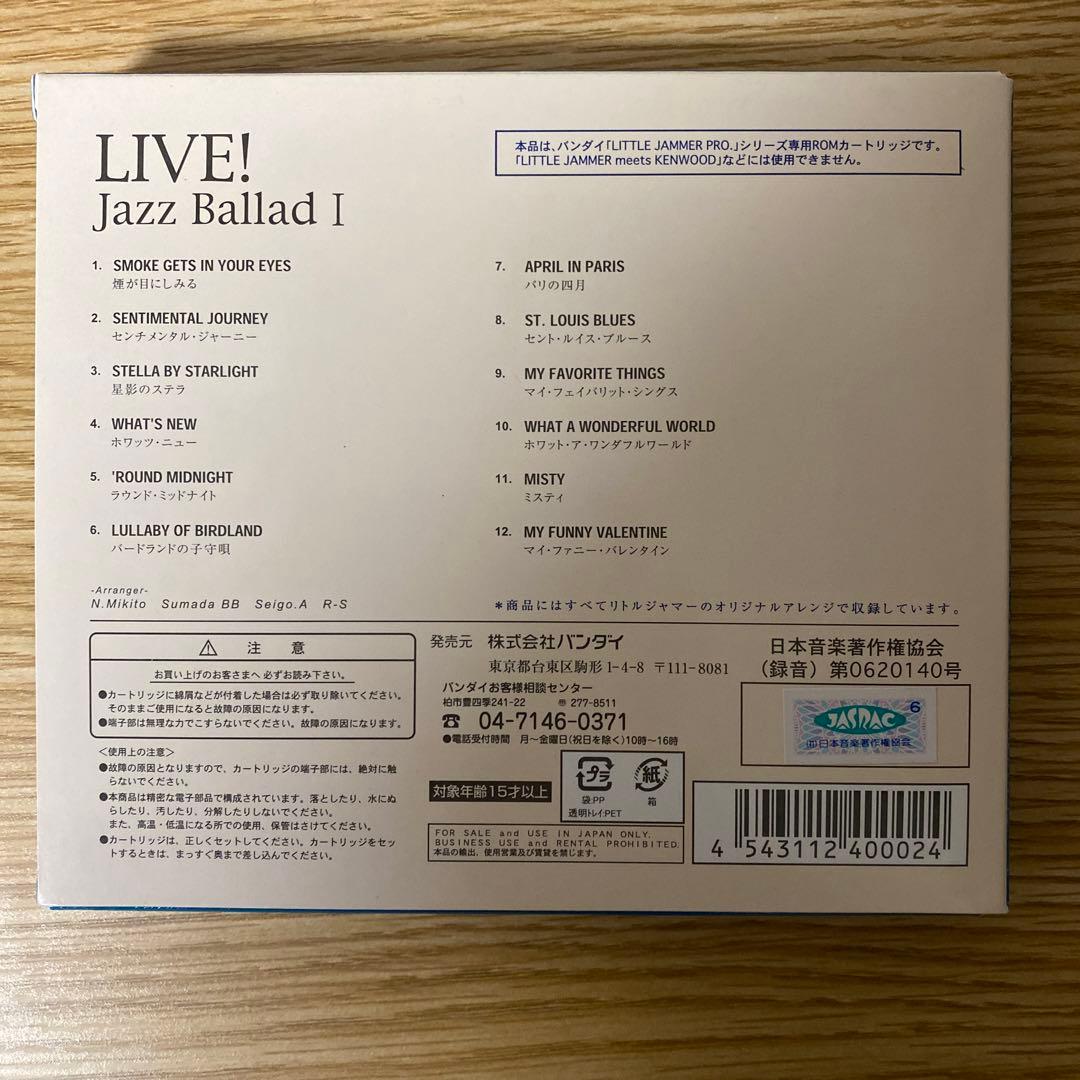 LIVE!
Jazz Ballad I
本品は、バンダイ「LITTLE JAMMER PRO.」シリーズ専用ROMカートリッジです。
「LITTLE JAMMER meets KENWOOD」などには使用できません。
1. SMOKE GETS IN YOUR EYES
煙が目にしみる
2. SENTIMENTAL JOURNEY
センチメンタル・ジャーニー
3. STELLA BY STARLIGHT
星影のステラ
4. WHAT'S NEW
ホワッツ・ニュー
5. 'ROUND MIDNIGHT
ラウンド・ミッドナイト
6. LULLABY OF BIRDLAND
バードランドの子守唄
7. APRIL IN PARIS
パリの四月
8. ST. LOUIS BLUES
セント・ルイス・ブルース
9. MY FAVORITE THINGS
マイ・フェイバリット・シングス
10. WHAT A WONDERFUL WORLD
ホワット・ア・ワンダフルワールド
11. MISTY
ミスティ
12. MY FUNNY VALENTINE
マイ・ファニー・バレンタイン
-Arranger-
N.Mikito Sumada BB Seigo.A R-S
*商品にはすべてリトルジャマーのオリジナルアレンジで収録しています。
⚠ 注意
お買い上げのお客さまへ 必ずお読み下さい。
●カートリッジに綿屑などが付着した場合は必ず取り除いてください。
そのままご使用になると故障の原因になります。
●端子部は無理な力でこすらないでください。故障の原因になります。
<使用上の注意>
●故障の原因となりますので、カートリッジの端子部には、絶対に触
らないでください。
●本商品は精密な電子部品で構成されています。落としたり、水にぬ
らしたり、汚したり、分解したりしないでください。
また、高温・低温になる所での使用、保管はさけてください。
●カートリッジは、正しくセットしてください。カートリッジをセッ
トするときは、まっすぐ奥まで差し込んでください。
発売元 株式会社バンダイ
東京都台東区駒形1-4-8 〒111-8081
バンダイお客様相談センター
柏市豊四季241-22 〠 277-8511
☎ 04-7146-0371
●電話受付時間 月〜金曜日(祝日を除く)10時〜16時
対象年齢15才以上
プラ
袋:PP
透明トレイ:PET
紙
箱
FOR SALE and USE IN JAPAN ONLY.
BUSINESS USE and RENTAL PROHIBITED.
本品の輸出、使用営業及び賃貸を禁じます。
日本音楽著作権協会
(録音) 第0620140号
6
JASRAC
(社)日本音楽著作権協会
4 543112 400024